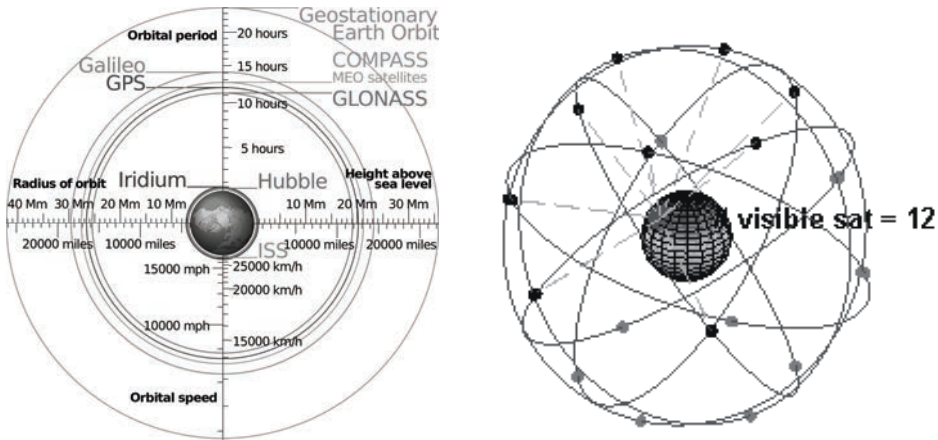 Geostationary
Earth Orbit
Orbital period
20 hours
Galileo
15 hours
COMPASS
MEO satellites
GPS
GLONASS
10 hours
5 hours
Iridium
Hubble
Height above
sea level
Radius of orbit
40 Mm
30 Mm
20 Mm
10 Mm
10 Mm
20 Mm
30 Mm
20000 miles
10000 miles
ISS
10000 miles
20000 miles
15000 mph
25000 km/h
20000 km/h
10000 mph
15000 km/h
Orbital speed
visible sat = 12